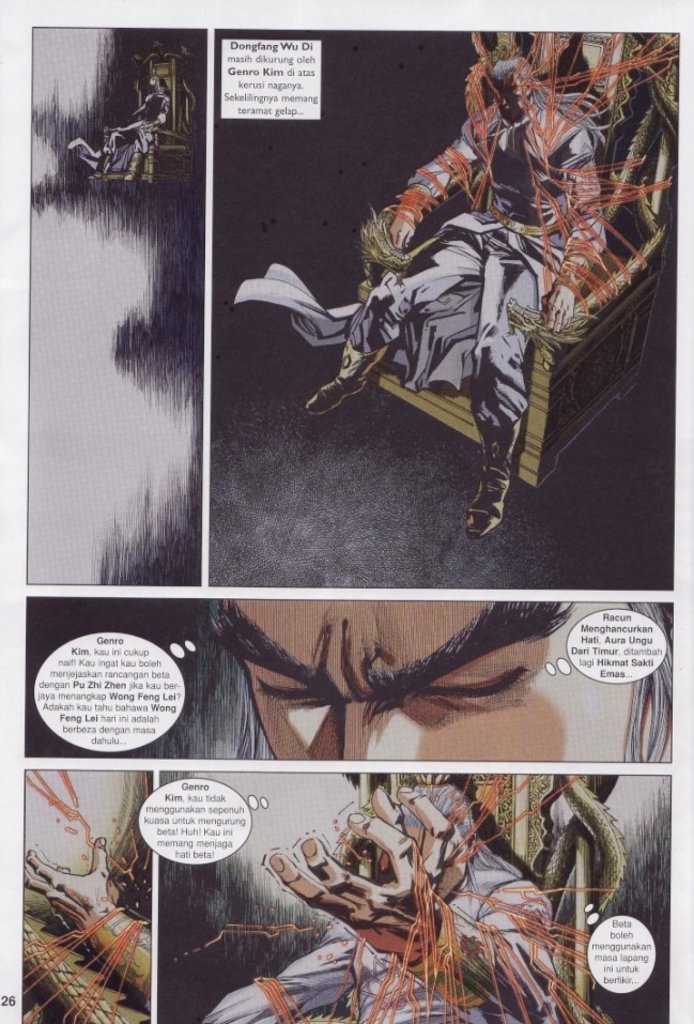 Dongfang Wu Di
masih dikurung oleh
Genro Kim di atas
kerusi naganya.
Sekelilingnya memang
teramat gelap...
Genro
Kim, kau ini cukup
naif! Kau ingat kau boleh
menjejaskan rancangan beta
dengan Pu Zhi Zhen jika kau ber-
jaya menangkap Wong Feng Lei?
Adakah kau tahu bahawa Wong
Feng Lei hari ini adalah
berbeza dengan masa
dahulu...
Racun
Menghancurkan
Hati, Aura Ungu
Dari Timur, ditambah
lagi Hikmat Sakti
Emas...
Genro
Kim, kau tidak
menggunakan sepenuh
kuasa untuk mengurung
beta! Huh! Kau ini
memang menjaga
hati beta!
Beta
boleh
menggunakan
masa lapang
ini untuk
berfikir...
26